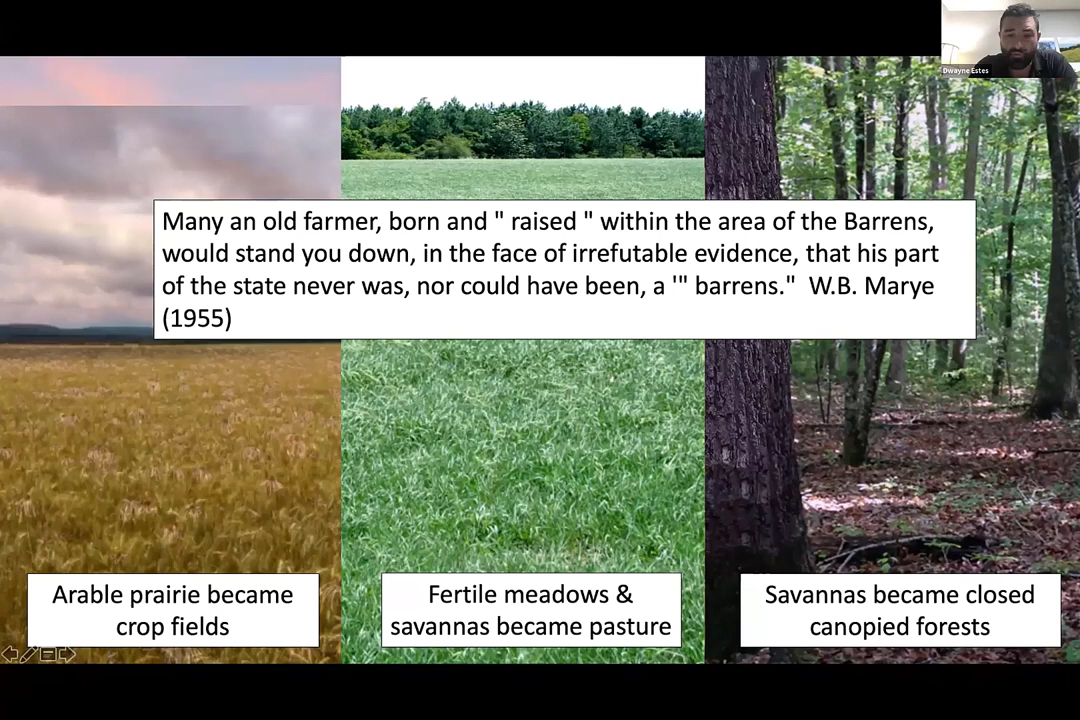 Dwayne Estes
Many an old farmer, born and " raised " within the area of the Barrens,
would stand you down, in the face of irrefutable evidence, that his part
of the state never was, nor could have been, a '" barrens." W.B. Marye
(1955)
Arable prairie became
crop fields
Fertile meadows &
savannas became pasture
Savannas became closed
canopied forests